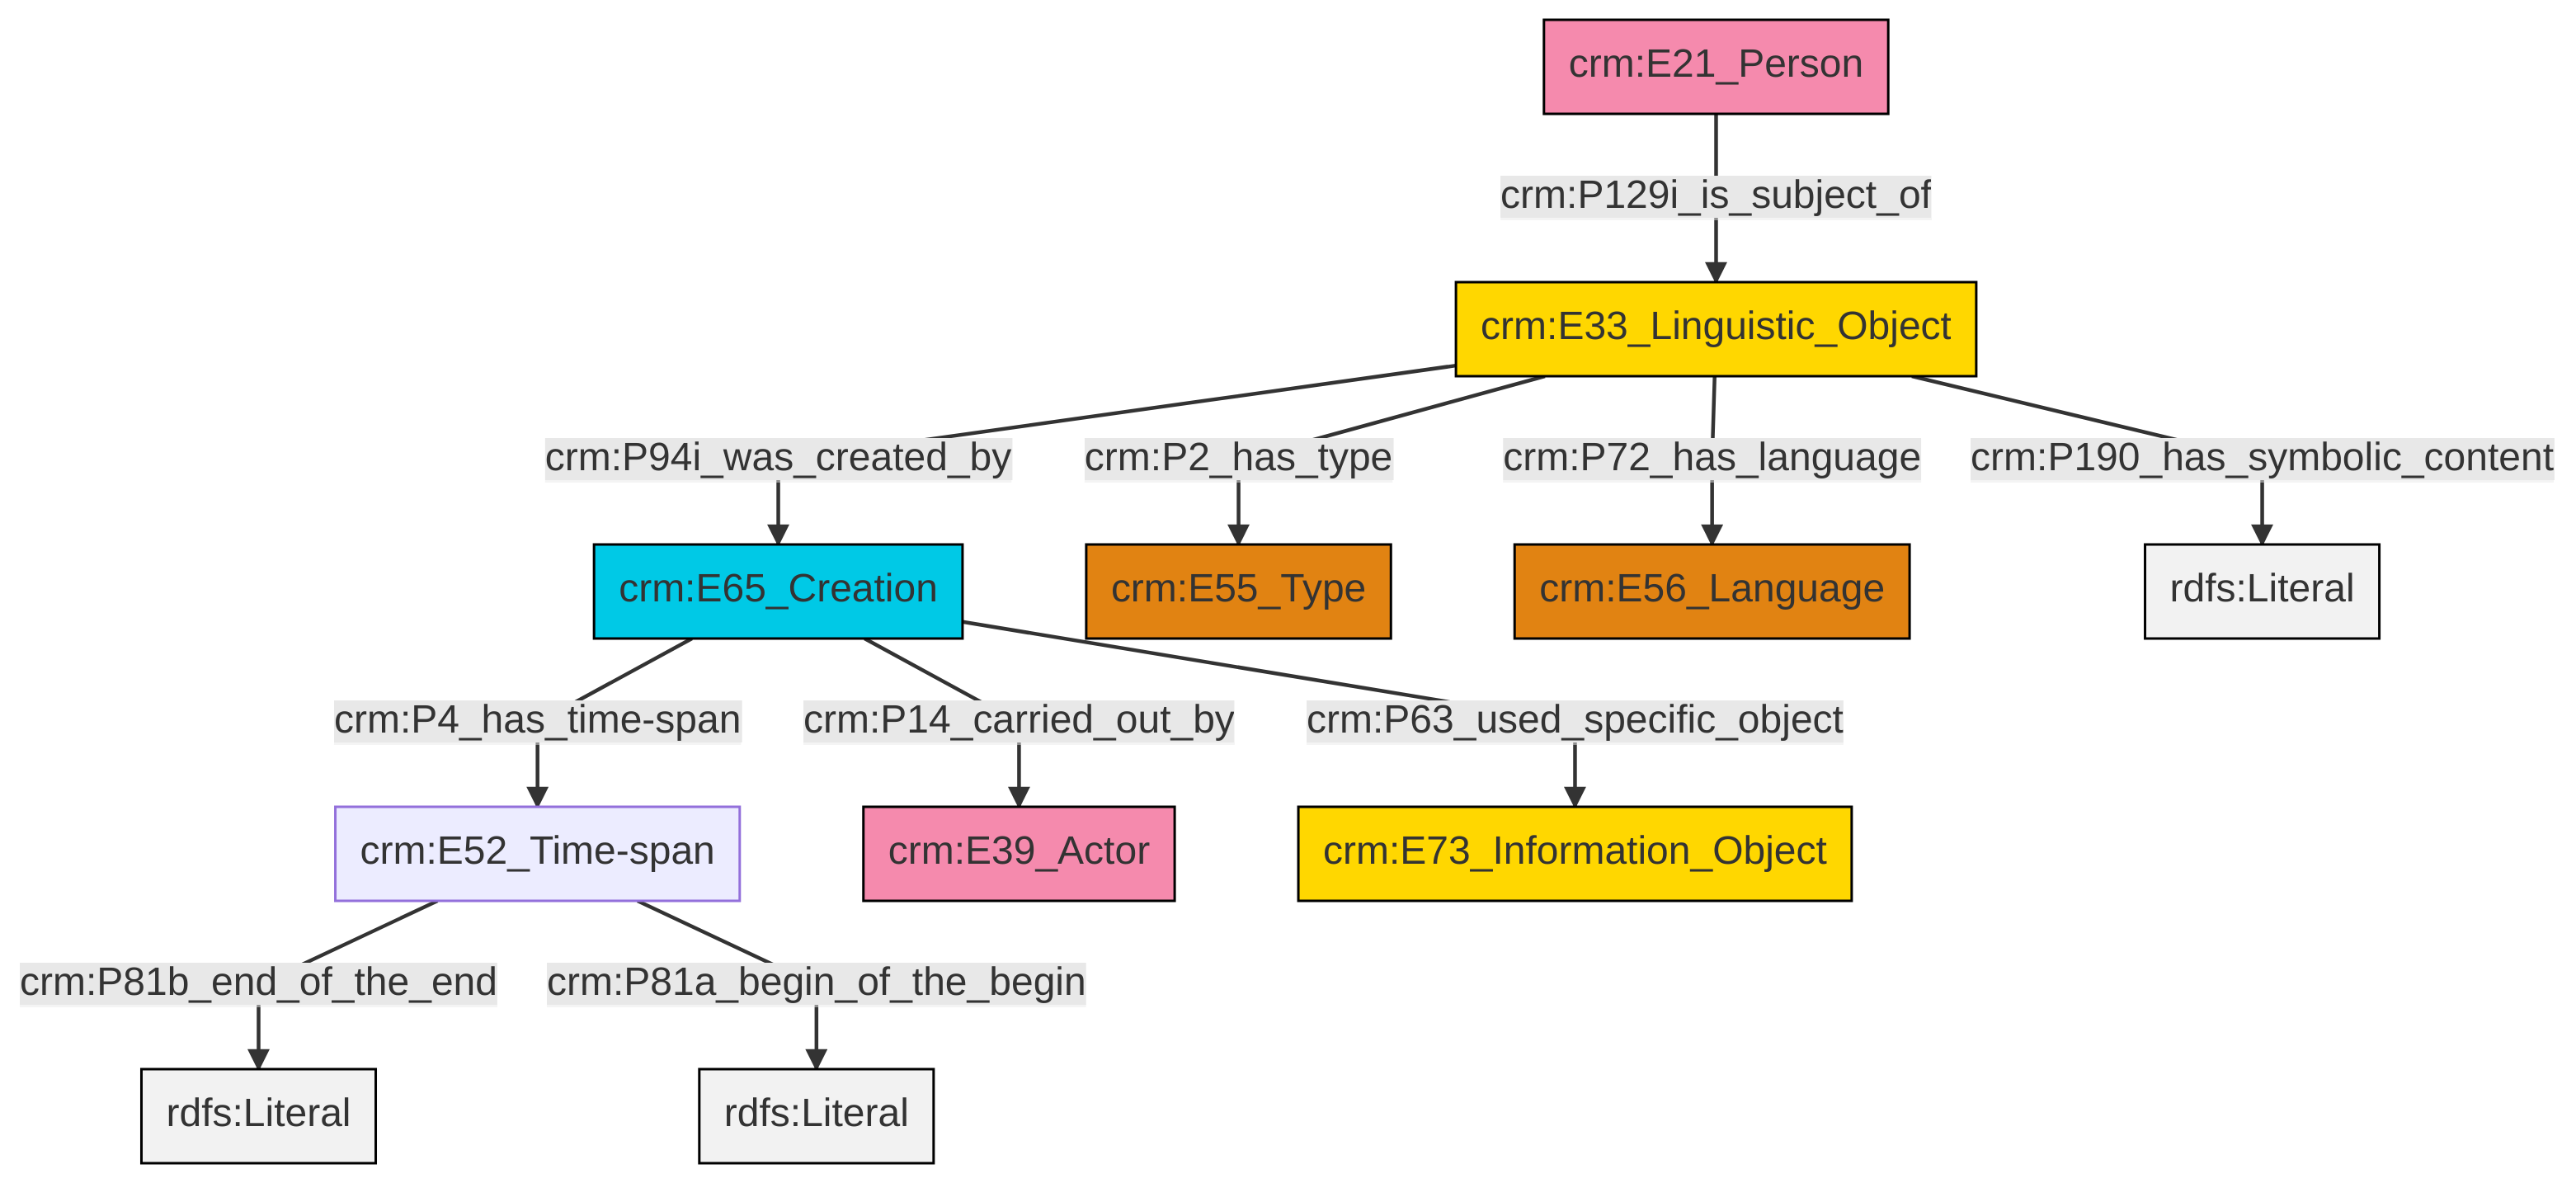 crm:E21_Person
crm:P129i_is_subject_of
crm:E33_Linguistic_Object
crm:P94i_was_created_by
crm:P2_has_type
crm:P72_has_language
crm:P190_has_symbolic_content
crm:E65_Creation
crm:E55_Type
crm:E56_Language
rdfs:Literal
crm:P4_has_time-span
crm:P14_carried_out_by
crm:P63_used_specific_object
crm:E52_Time-span
crm:E39_Actor
crm:E73_Information_Object
crm:P81b_end_of_the_end
crm:P81a_begin_of_the_begin
rdfs:Literal
rdfs:Literal